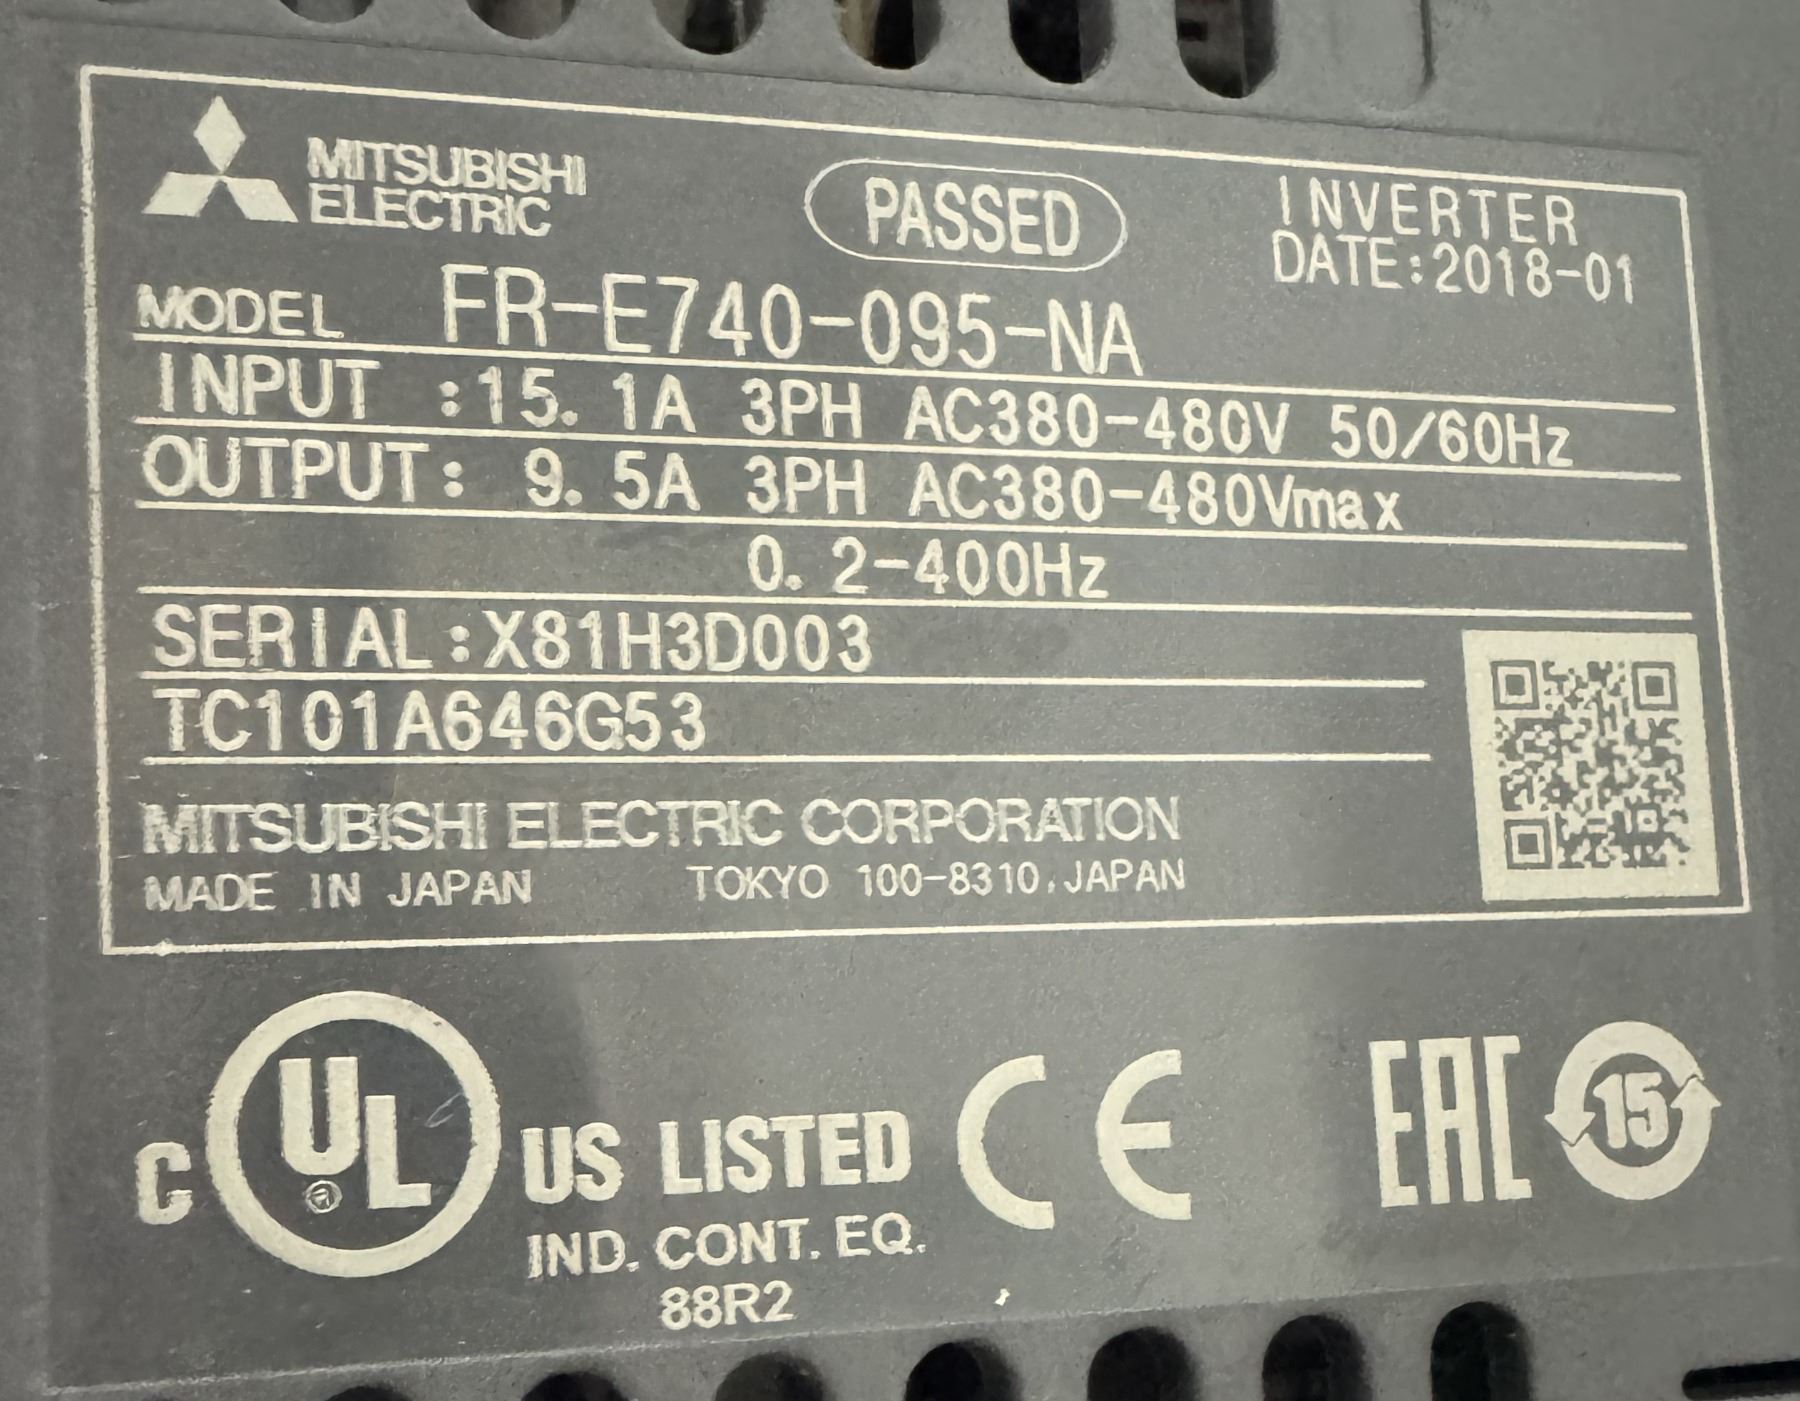 MITSUBISHI
ELECTRIC
PASSED
INVERTER
DATE:2018-01
MODEL FR-E740-095-NA
INPUT :15.1A 3PH AC380-480V 50/60Hz
OUTPUT: 9.5A 3PH AC380-480Vmax
0.2-400Hz
SERIAL:X81H3D003
TC101A646G53
MITSUBISHI ELECTRIC CORPORATION
MADE IN JAPAN TOKYO 100-8310,JAPAN
C UL US LISTED CE EAC 15
IND. CONT. EQ.
88R2